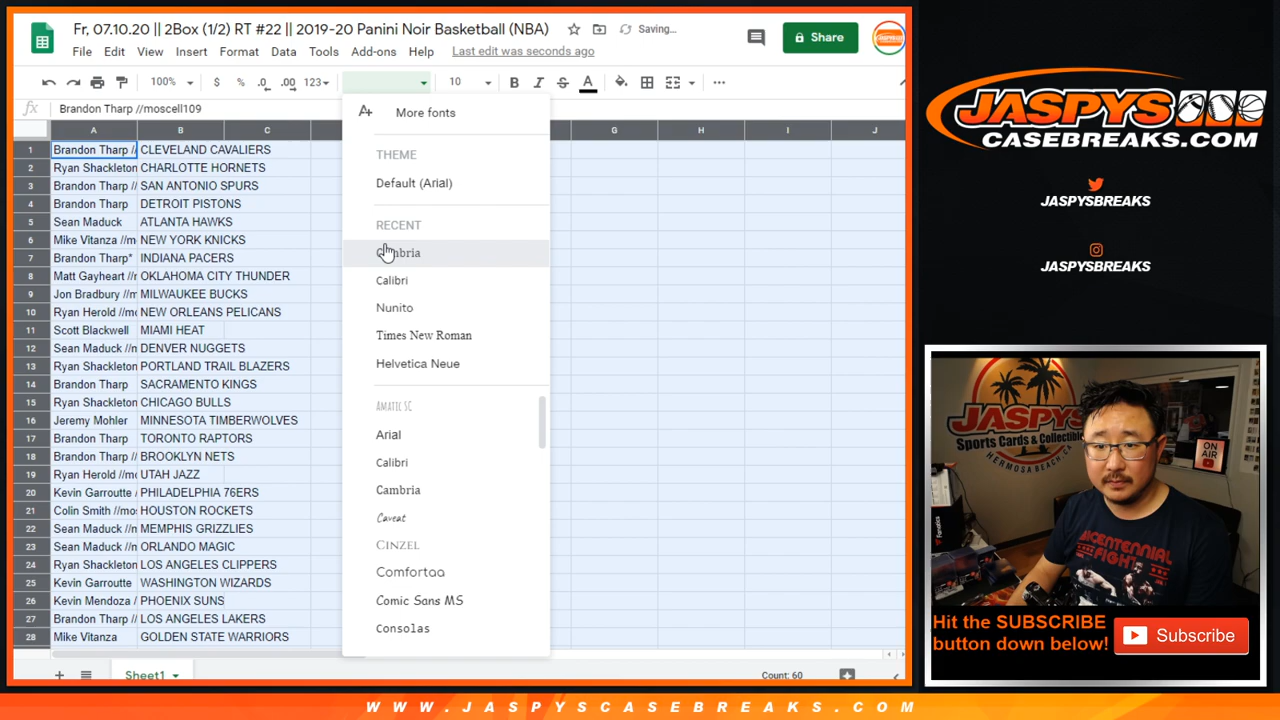 Fr, 07.10.20 || 2Box (1/2) RT #22 || 2019-20 Panini Noir Basketball (NBA)
Saving...
Share
File Edit View Insert Format Data Tools Add-ons Help Last edit was seconds ago
100% $ % .0 .00 123 10 B I S A
fx Brandon Tharp //moscell109
A B C G H I J
1 Brandon Tharp // CLEVELAND CAVALIERS
2 Ryan Shackleton CHARLOTTE HORNETS
3 Brandon Tharp // SAN ANTONIO SPURS
4 Brandon Tharp DETROIT PISTONS
5 Sean Maduck ATLANTA HAWKS
6 Mike Vitanza //m NEW YORK KNICKS
7 Brandon Tharp* INDIANA PACERS
8 Matt Gayheart // OKLAHOMA CITY THUNDER
9 Jon Bradbury //m MILWAUKEE BUCKS
10 Ryan Herold //mo NEW ORLEANS PELICANS
11 Scott Blackwell MIAMI HEAT
12 Sean Maduck // DENVER NUGGETS
13 Ryan Shackleton PORTLAND TRAIL BLAZERS
14 Brandon Tharp SACRAMENTO KINGS
15 Ryan Shackleton CHICAGO BULLS
16 Jeremy Mohler MINNESOTA TIMBERWOLVES
17 Brandon Tharp TORONTO RAPTORS
18 Brandon Tharp // BROOKLYN NETS
19 Ryan Herold //mo UTAH JAZZ
20 Kevin Garroutte / PHILADELPHIA 76ERS
21 Colin Smith //mos HOUSTON ROCKETS
22 Sean Maduck //m MEMPHIS GRIZZLIES
23 Sean Maduck //m ORLANDO MAGIC
24 Ryan Shackleton LOS ANGELES CLIPPERS
25 Kevin Garroutte WASHINGTON WIZARDS
26 Kevin Mendoza / PHOENIX SUNS
27 Brandon Tharp // LOS ANGELES LAKERS
28 Mike Vitanza GOLDEN STATE WARRIORS
More fonts
THEME
Default (Arial)
RECENT
Cambria
Calibri
Nunito
Times New Roman
Helvetica Neue
AMATIC SC
Arial
Calibri
Cambria
Caveat
CINZEL
Comfortaa
Comic Sans MS
Consolas
Sheet1
Count: 60
JASPYS
CASEBREAKS.COM
JASPYSBREAKS
JASPYSBREAKS
JASPYS
Sports Cards & Collectibles
HERMOSA BEACH, CA
ON AIR
Fanatics
BICENTENNIAL
FIGHT
Hit the SUBSCRIBE
button down below!
Subscribe
WWW.JASPYSCASEBREAKS.COM